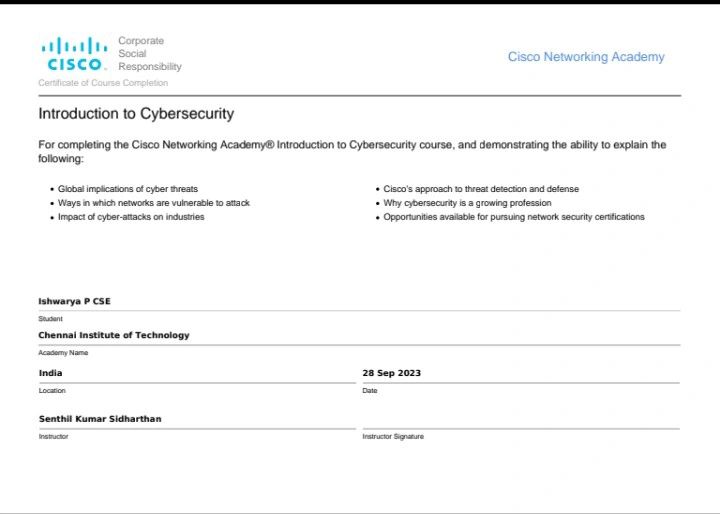 CISCO.
Corporate
Social
Responsibility
Cisco Networking Academy
Certificate of Course Completion
Introduction to Cybersecurity
For completing the Cisco Networking Academy® Introduction to Cybersecurity course, and demonstrating the ability to explain the
following:
• Global implications of cyber threats
• Ways in which networks are vulnerable to attack
• Impact of cyber-attacks on industries
• Cisco's approach to threat detection and defense
• Why cybersecurity is a growing profession
• Opportunities available for pursuing network security certifications
Ishwarya P CSE
Student
Chennai Institute of Technology
Academy Name
India
Location
28 Sep 2023
Date
Senthil Kumar Sidharthan
Instructor
Instructor Signature